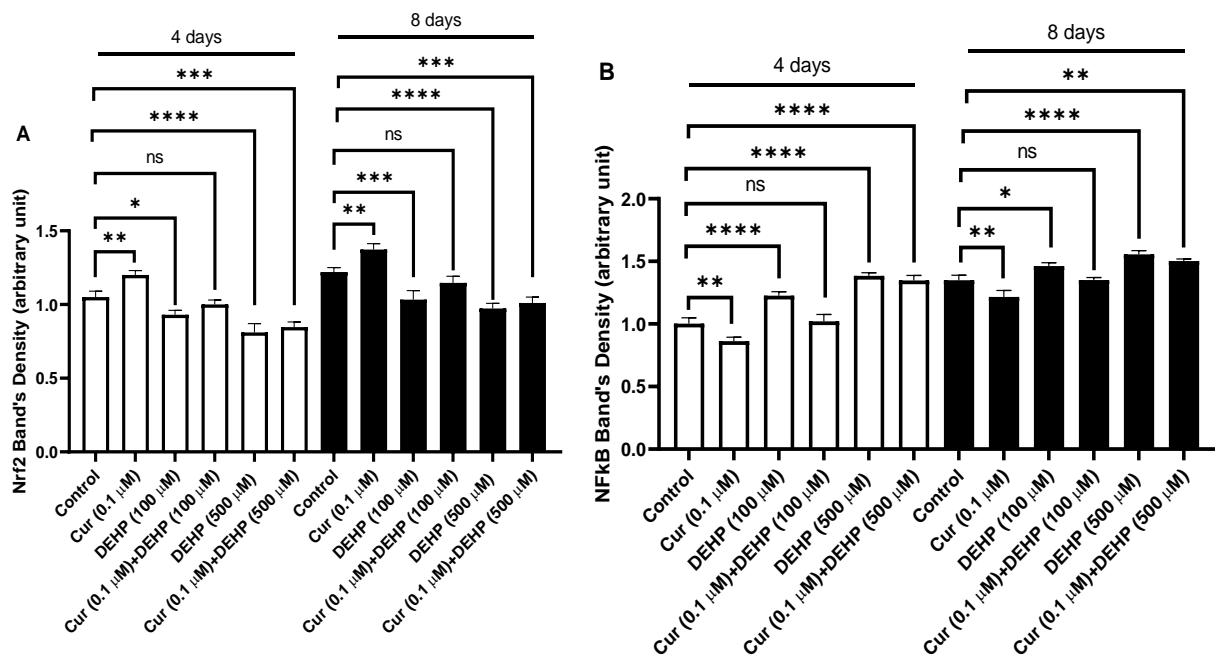 A
4 days
8 days
***
****
ns
*
**
***
****
ns
***
**
Nrf2 Band's Density (arbitrary unit)
1.5
1.0
0.5
0.0
Control
Cur (0.1 μM)
DEHP (100 μM)
Cur (0.1 μM)+DEHP (100 μM)
DEHP (500 μM)
Cur (0.1 μM)+DEHP (500 μM)
Control
Cur (0.1 μM)
DEHP (100 μM)
Cur (0.1 μM)+DEHP (100 μM)
DEHP (500 μM)
Cur (0.1 μM)+DEHP (500 μM)
B
4 days
8 days
****
****
ns
****
**
**
****
ns
*
**
NFkB Band's Density (arbitrary unit)
2.0
1.5
1.0
0.5
0.0
Control
Cur (0.1 μM)
DEHP (100 μM)
Cur (0.1 μM)+DEHP (100 μM)
DEHP (500 μM)
Cur (0.1 μM)+DEHP (500 μM)
Control
Cur (0.1 μM)
DEHP (100 μM)
Cur (0.1 μM)+DEHP (100 μM)
DEHP (500 μM)
Cur (0.1 μM)+DEHP (500 μM)